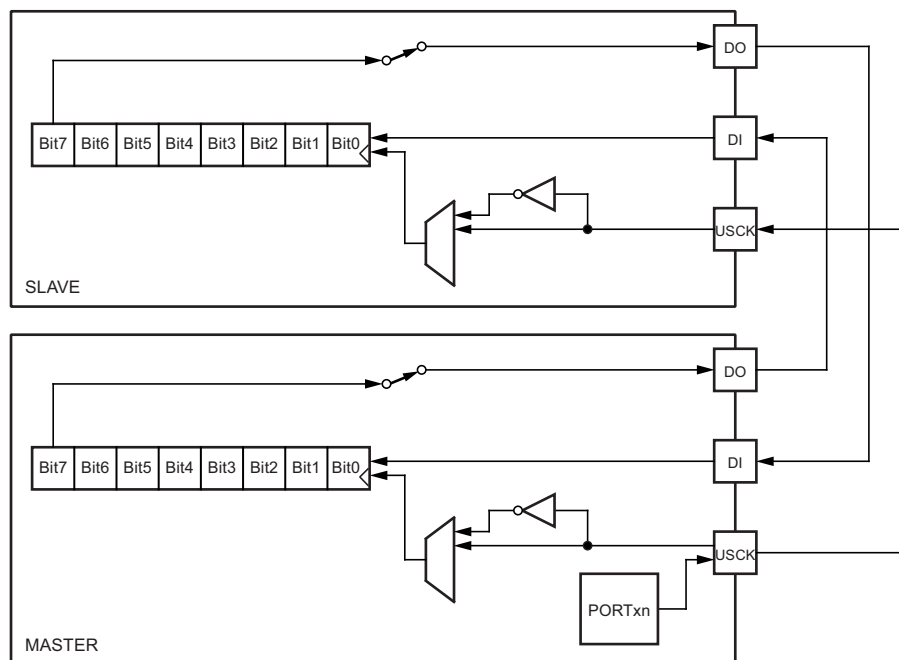 DO
Bit7 Bit6 Bit5 Bit4 Bit3 Bit2 Bit1 Bit0
DI
USCK
SLAVE
DO
Bit7 Bit6 Bit5 Bit4 Bit3 Bit2 Bit1 Bit0
DI
USCK
PORTxn
MASTER